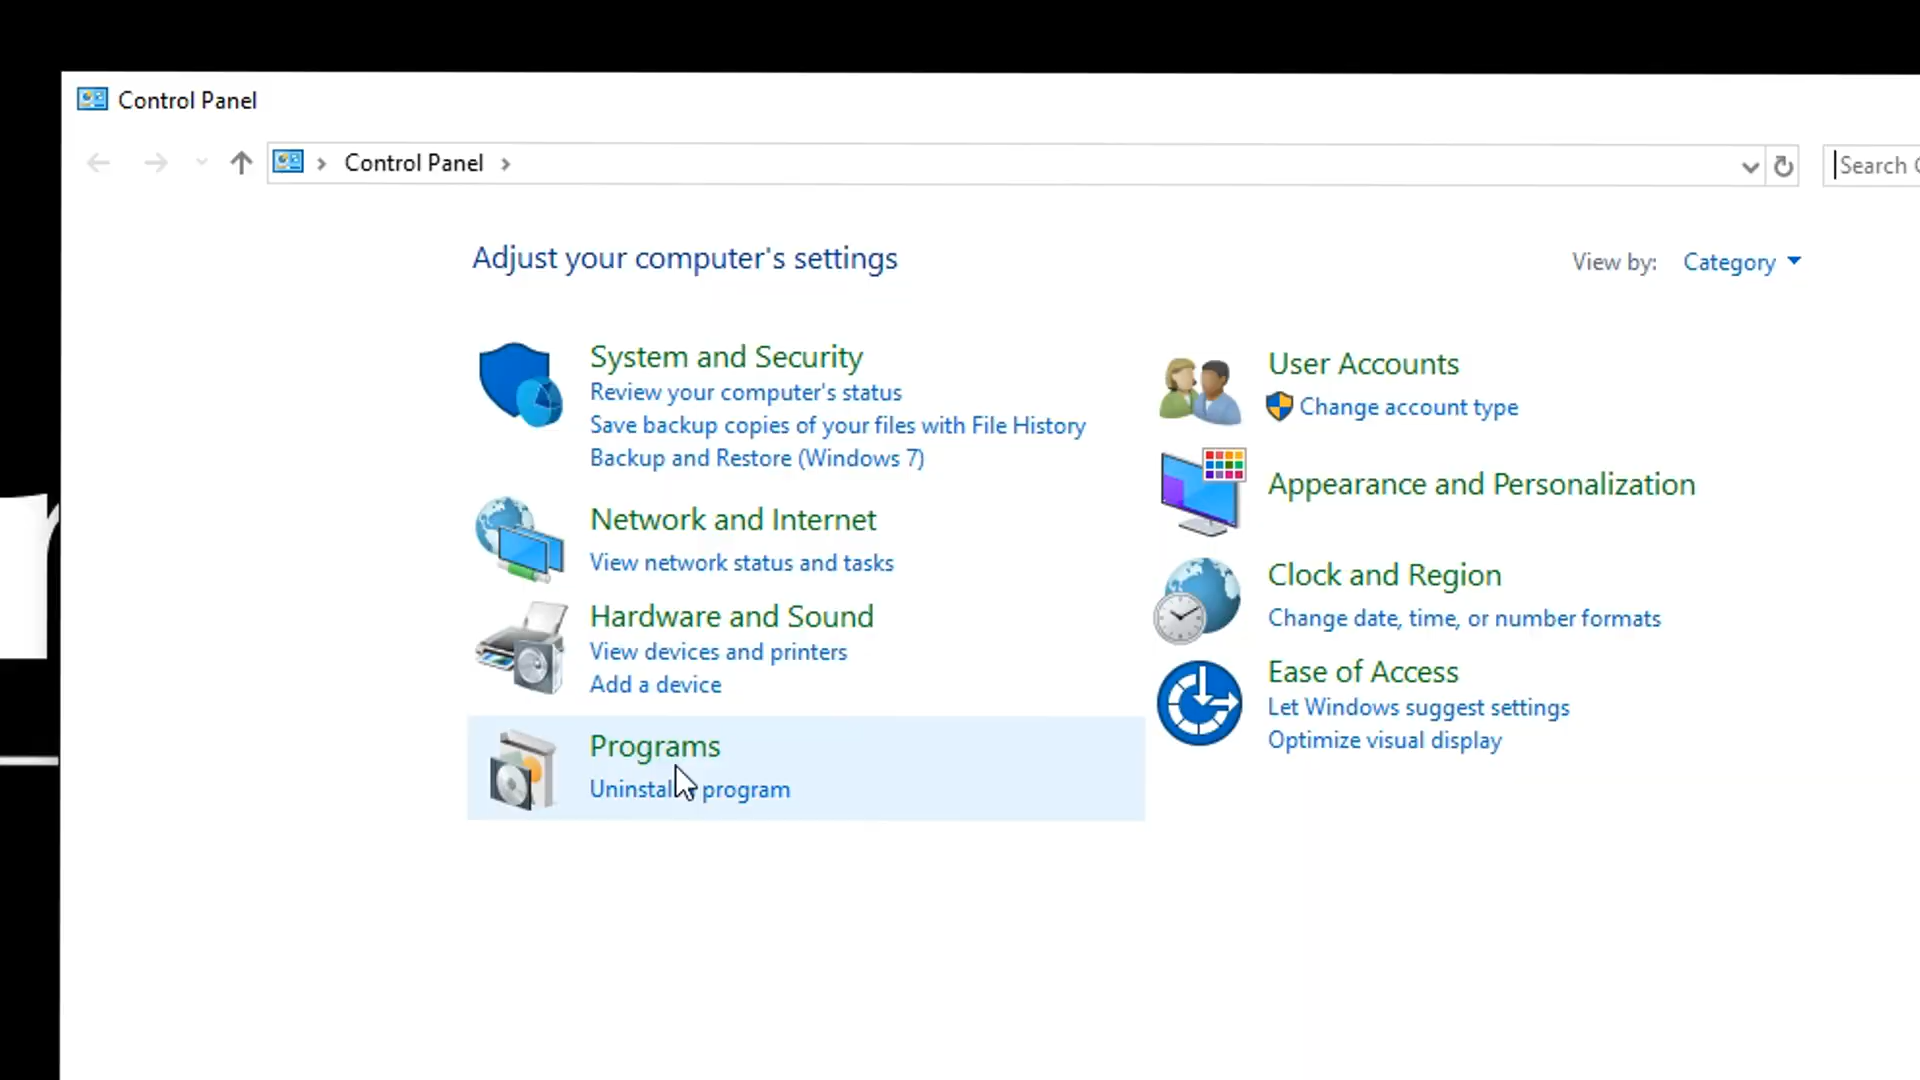 Control Panel
Control Panel
Search
Adjust your computer's settings
View by: Category
System and Security
Review your computer's status
Save backup copies of your files with File History
Backup and Restore (Windows 7)
Network and Internet
View network status and tasks
Hardware and Sound
View devices and printers
Add a device
Programs
Uninstall program
User Accounts
Change account type
Appearance and Personalization
Clock and Region
Change date, time, or number formats
Ease of Access
Let Windows suggest settings
Optimize visual display